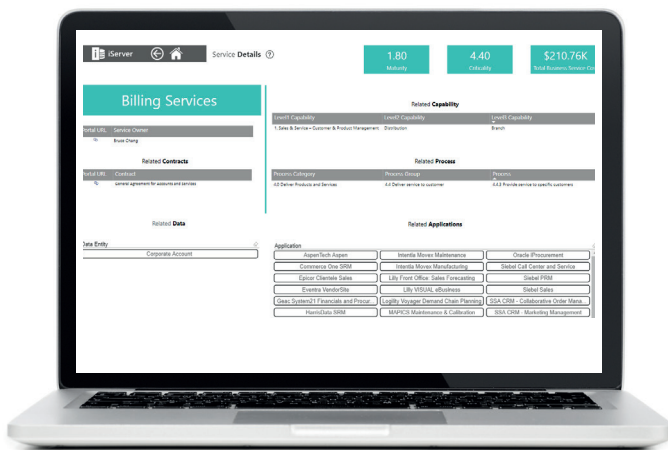 iServer
Service Details ?
1.80
Maturity
4.40
Criticality
$210.76K
Total Business Service Co
Billing Services
Portal URL Service Owner
Bruce Chang
Related Contracts
Portal URL Contract
General Agreement for accounts and services
Related Data
Data Entity
Corporate Account
Related Capability
Level1 Capability Level2 Capability Level3 Capability
1. Sales & Service – Customer & Product Management Distribution Branch
Related Process
Process Category Process Group Process
4.0 Deliver Products and Services 4.4 Deliver service to customer 4.4.3 Provide service to specific customers
Related Applications
Application
AspenTech Aspen Intentia Movex Maintenance Oracle iProcurement
Commerce One SRM Intentia Movex Manufacturing Siebel Call Center and Service
Epicor Clientele Sales Lilly Front Office: Sales Forecasting Siebel PRM
Eventra VendorSite Lilly VISUAL eBusiness Siebel Sales
Geac System21 Financials and Procur... Logility Voyager Demand Chain Planning SSA CRM - Collaborative Order Mana...
HarrisData SRM MAPICS Maintenance & Calibration SSA CRM - Marketing Management